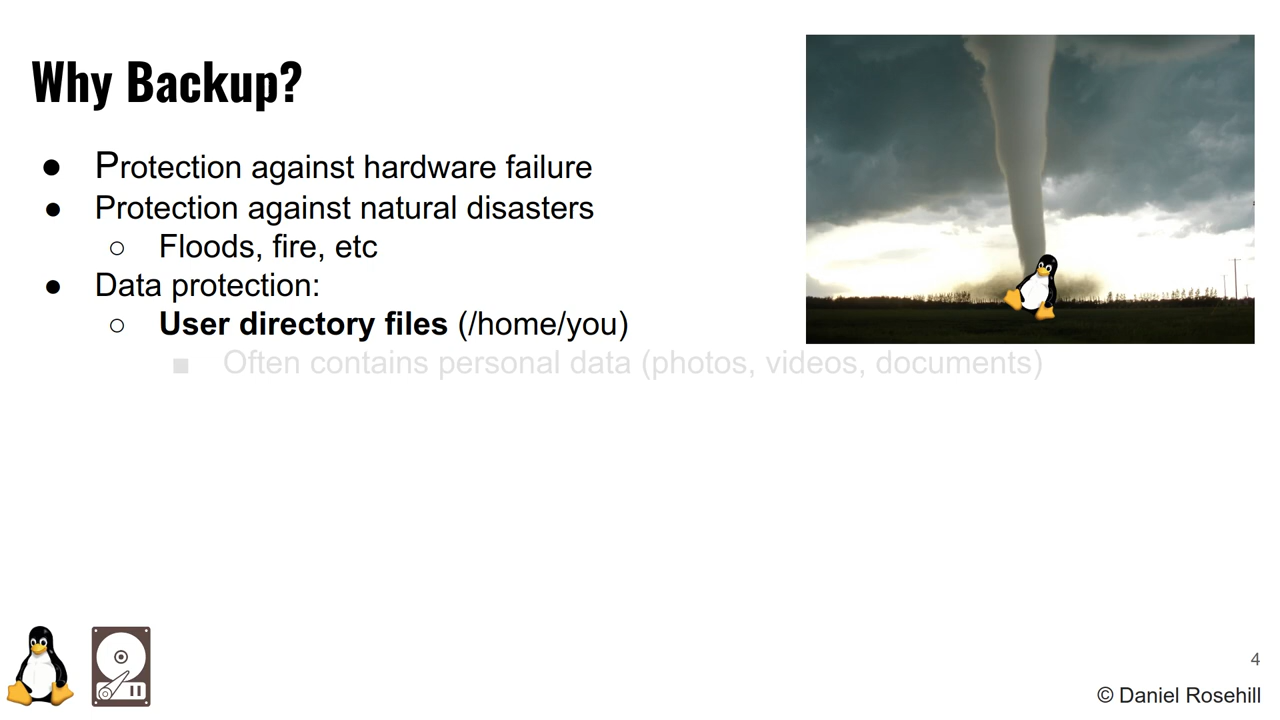 Why Backup?
● Protection against hardware failure
● Protection against natural disasters
○ Floods, fire, etc
● Data protection:
○ User directory files (/home/you)
■ Often contains personal data (photos, videos, documents)
4
© Daniel Rosehill